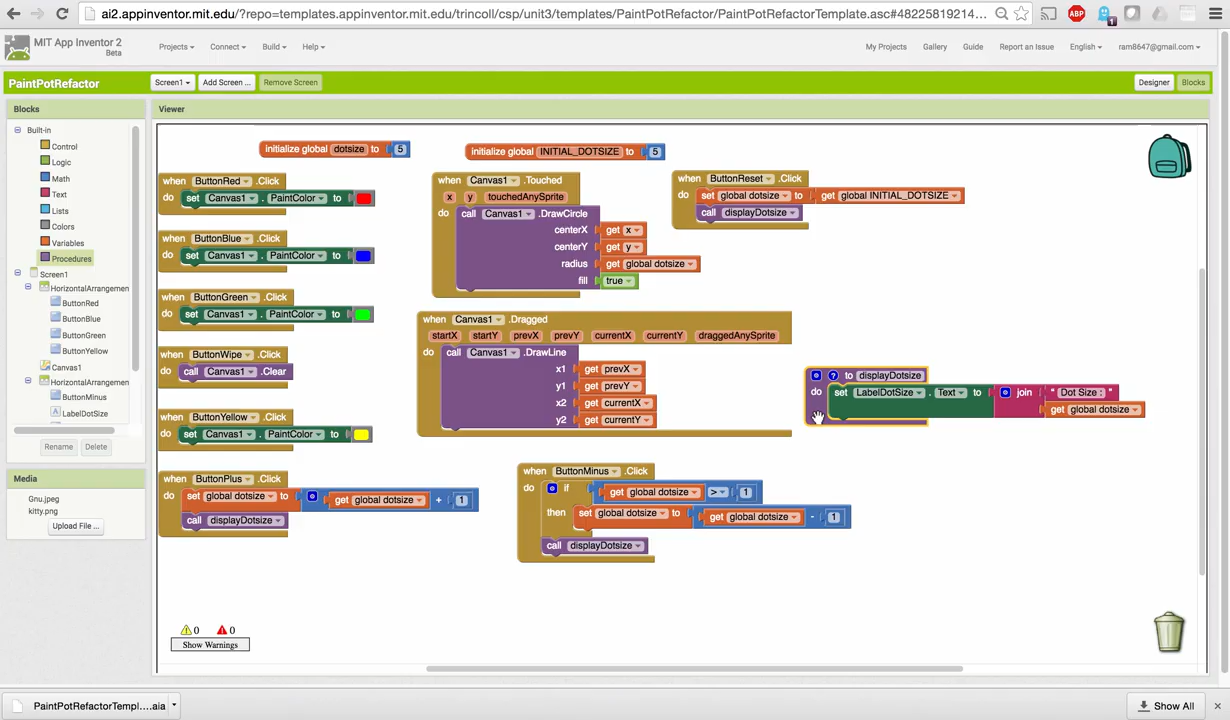 ai2.appinventor.mit.edu/?repo=templates.appinventor.mit.edu/trincoll/csp/unit3/templates/PaintPotRefactor/PaintPotRefactorTemplate.asc#48225819214...
ABP
1
MIT App Inventor 2
Beta
Projects Connect Build Help My Projects Gallery Guide Report an Issue English ram8647@gmail.com
PaintPotRefactor Screen1 Add Screen ... Remove Screen Designer Blocks
Blocks
Built-in
Control
Logic
Math
Text
Lists
Colors
Variables
Procedures
Screen1
HorizontalArrangemen
ButtonRed
ButtonBlue
ButtonGreen
ButtonYellow
Canvas1
HorizontalArrangemen
ButtonMinus
LabelDotSize
Rename Delete
Media
Gnu.jpeg
kitty.png
Upload File ...
Viewer
initialize global dotsize to 5
initialize global INITIAL_DOTSIZE to 5
when ButtonRed .Click
do set Canvas1 . PaintColor to
when ButtonBlue .Click
do set Canvas1 . PaintColor to
when ButtonGreen .Click
do set Canvas1 . PaintColor to
when ButtonWipe .Click
do call Canvas1 .Clear
when ButtonYellow .Click
do set Canvas1 . PaintColor to
when ButtonPlus .Click
do set global dotsize to get global dotsize + 1
call displayDotsize
when Canvas1 .Touched
x y touchedAnySprite
do call Canvas1 .DrawCircle
centerX get x
centerY get y
radius get global dotsize
fill true
when Canvas1 .Dragged
startX startY prevX prevY currentX currentY draggedAnySprite
do call Canvas1 .DrawLine
x1 get prevX
y1 get prevY
x2 get currentX
y2 get currentY
when ButtonMinus .Click
do if get global dotsize > 1
then set global dotsize to get global dotsize - 1
call displayDotsize
when ButtonReset .Click
do set global dotsize to get global INITIAL_DOTSIZE
call displayDotsize
? to displayDotsize
do set LabelDotSize . Text to join " Dot Size : "
get global dotsize
0 0
Show Warnings
PaintPotRefactorTempl....aia Show All